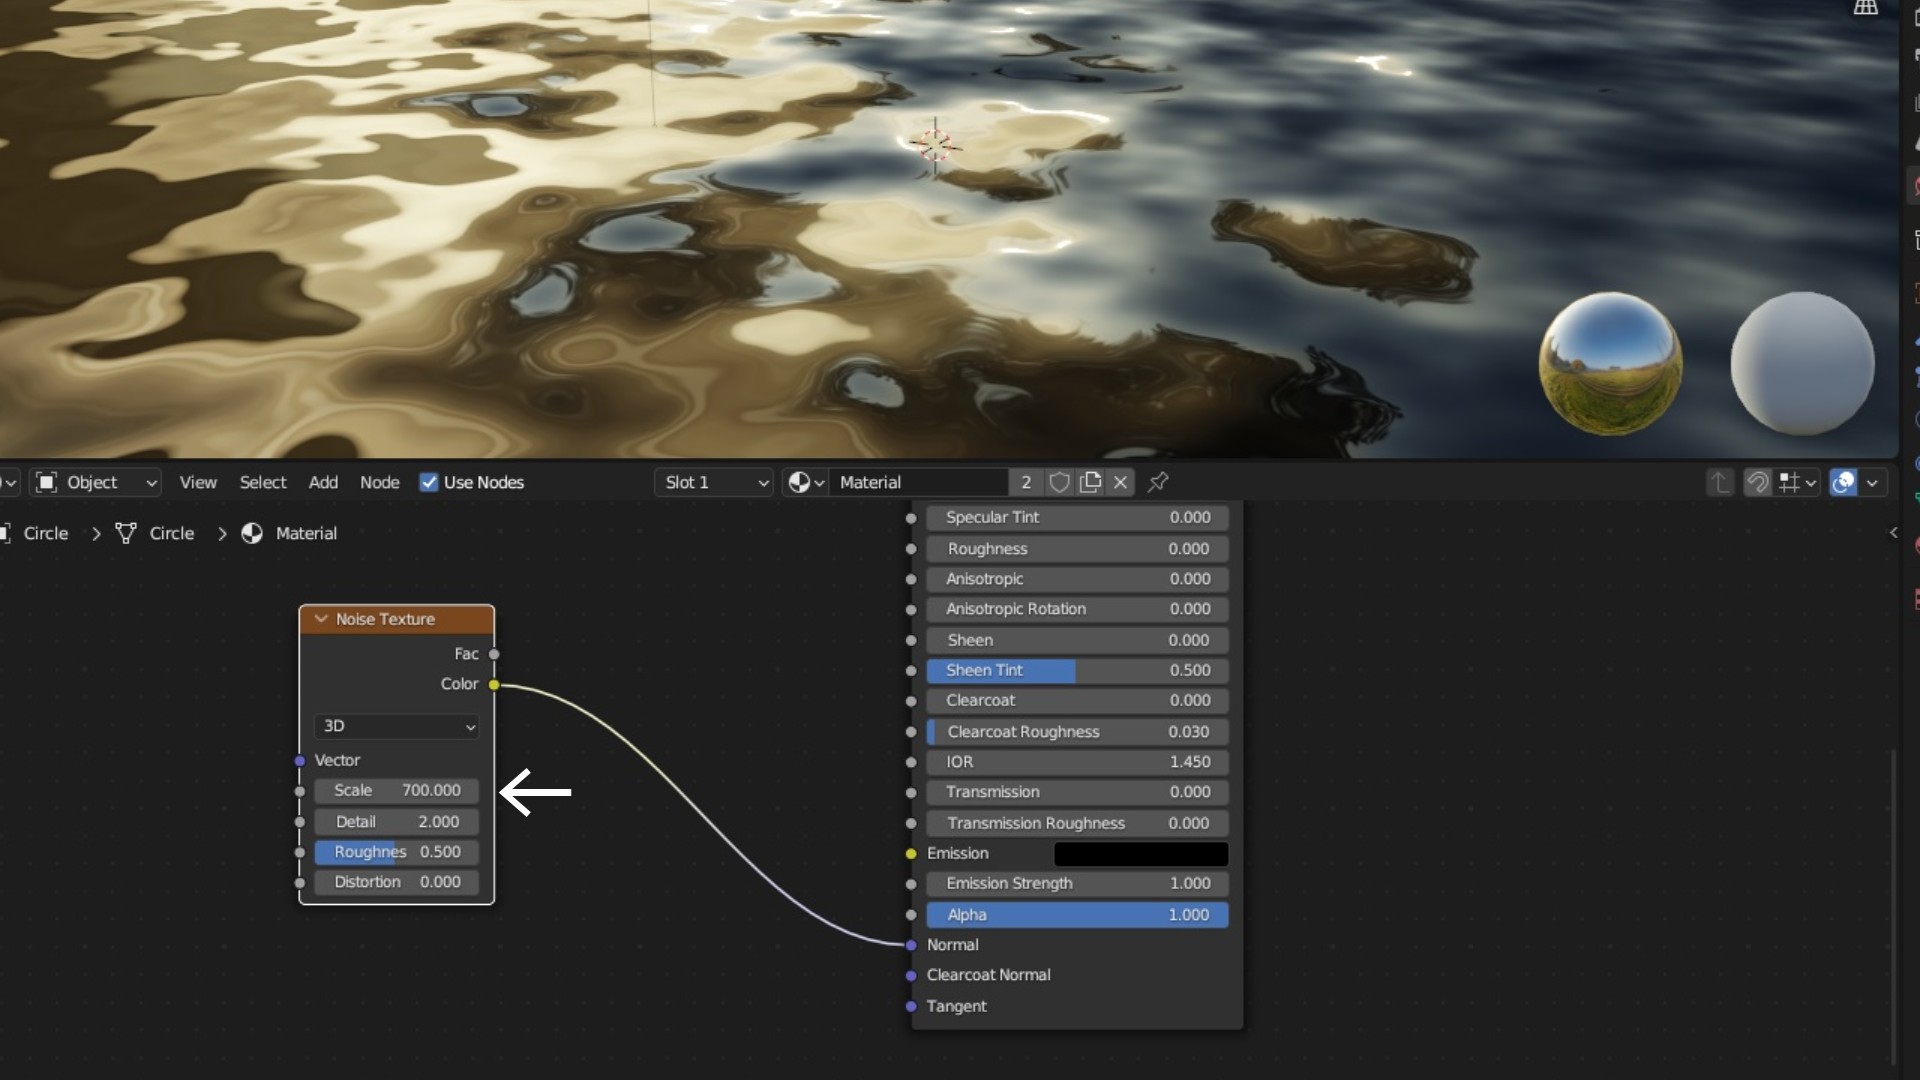 Object View Select Add Node Use Nodes Slot 1 Material 2
Circle Circle Material
Noise Texture
Fac
Color
3D
Vector
Scale 700.000
Detail 2.000
Roughnes 0.500
Distortion 0.000
Specular Tint 0.000
Roughness 0.000
Anisotropic 0.000
Anisotropic Rotation 0.000
Sheen 0.000
Sheen Tint 0.500
Clearcoat 0.000
Clearcoat Roughness 0.030
IOR 1.450
Transmission 0.000
Transmission Roughness 0.000
Emission
Emission Strength 1.000
Alpha 1.000
Normal
Clearcoat Normal
Tangent